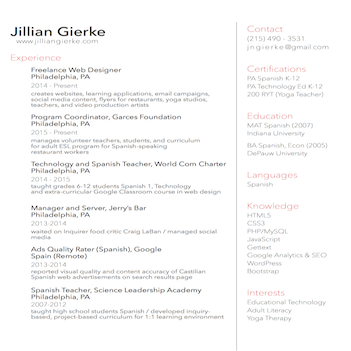 Jillian Gierke
www.jilliangierke.com
Experience
Freelance Web Designer
Philadelphia, PA
2014 - Present
creates websites, learning applications, email campaigns,
social media content, flyers for restaurants, yoga studios,
teachers, and video production artists
Program Coordinator, Garces Foundation
Philadelphia, PA
2015 - Present
manages volunteer teachers, students, and curriculum
for adult ESl, program for Spanish-speaking
restaurant workers
Technology and Spanish Teacher, World Com Charter
Philadelphia, PA
2014 - 2015
taught grades 6-12 students Spanish 1, Technology
and extra-curricular Google Classroom course in web design
Manager and Server, Jerry's Bar
Philadelphia, PA
2013-2014
waited on Inquirer food critic Craig LaBan / managed social
media
Ads Quality Rater (Spanish), Google
Spain (Remote)
2013-2014
reported visual quality and content accuracy of Castilian
Spanish web advertisements on search results page
Spanish Teacher, Science Leadership Academy
Philadelphia, PA
2007-2012
taught high school students Spanish / developed inquiry-
based, project-based curriculum for 1:1 learning environment
Contact
(215) 490 - 3531
jngierke@gmail.com
Certifications
PA Spanish K-12
PA Technology Ed K-12
200 RYT (Yoga Teacher)
Education
MAT Spanish (2007)
Indiana University
BA Spanish, Econ (2005)
DePauw University
Languages
Spanish
Knowledge
HTML5
CSS3
PHP/MySQL
JavaScript
Gettext
Google Analytics & SEO
WordPress
Bootstrap
Interests
Educational Technology
Adult Literacy
Yoga Therapy